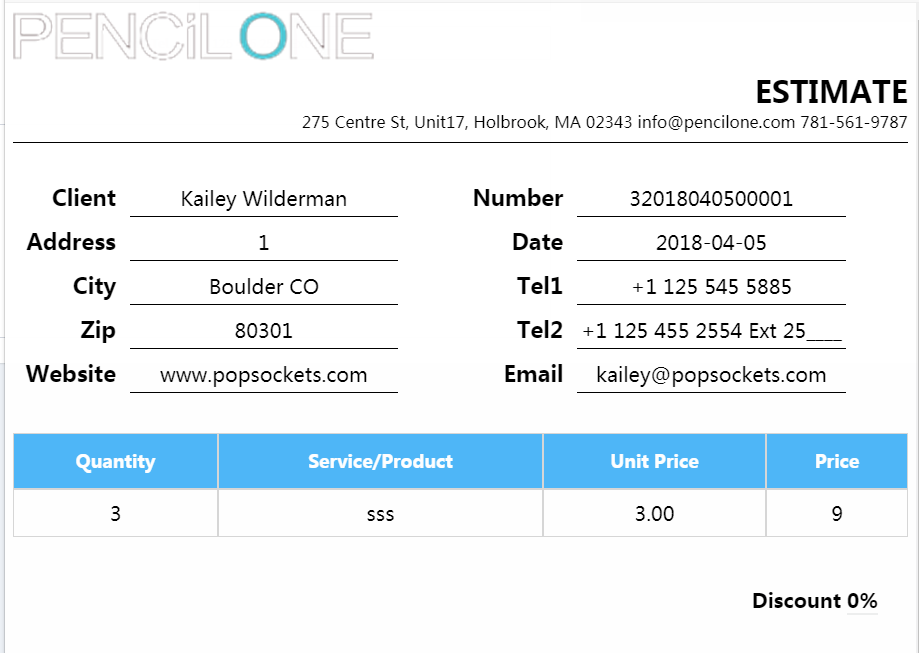 PENCiLONE
ESTIMATE
275 Centre St, Unit17, Holbrook, MA 02343 info@pencilone.com 781-561-9787
Client Kailey Wilderman Number 32018040500001
Address 1 Date 2018-04-05
City Boulder CO Tel1 +1 125 545 5885
Zip 80301 Tel2 +1 125 455 2554 Ext 25____
Website www.popsockets.com Email kailey@popsockets.com
Quantity Service/Product Unit Price Price
3 sss 3.00 9
Discount 0%